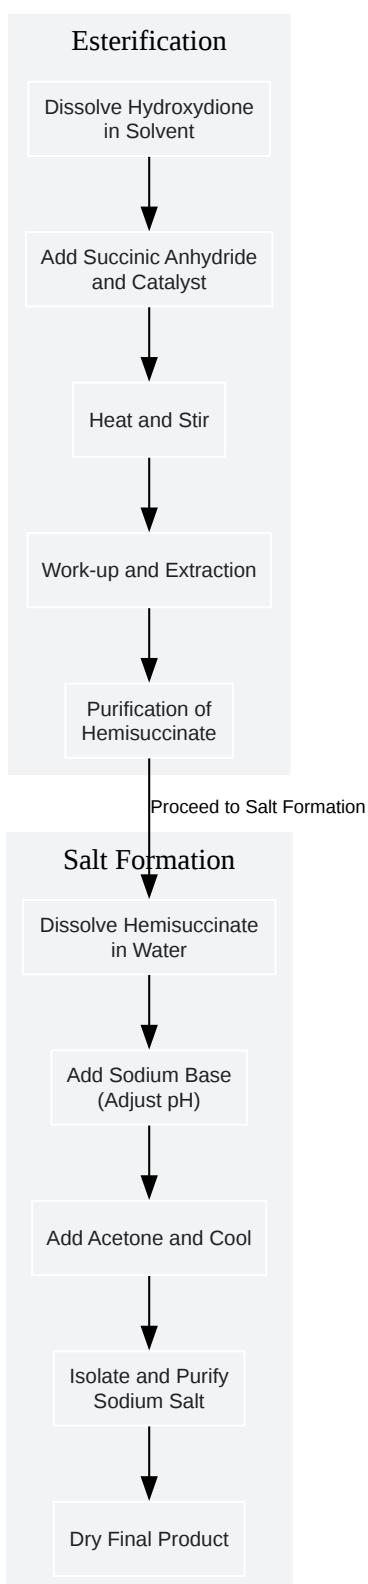 Esterification
Dissolve Hydroxydione
in Solvent
Add Succinic Anhydride
and Catalyst
Heat and Stir
Work-up and Extraction
Purification of
Hemisuccinate
Proceed to Salt Formation
Salt Formation
Dissolve Hemisuccinate
in Water
Add Sodium Base
(Adjust pH)
Add Acetone and Cool
Isolate and Purify
Sodium Salt
Dry Final Product